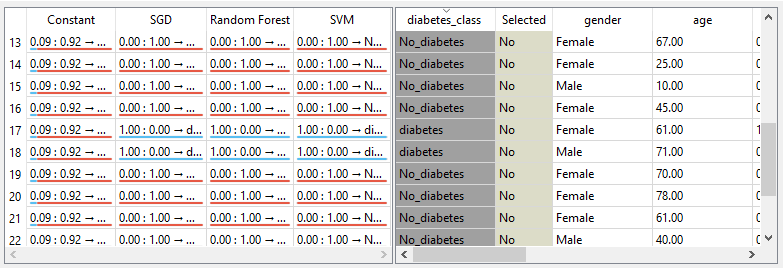 Constant SGD Random Forest SVM diabetes_class Selected gender age
13 0.09 : 0.92 → ... 0.00 : 1.00 → ... 0.00 : 1.00 → ... 0.00 : 1.00 → N... No_diabetes No Female 67.00 0
14 0.09 : 0.92 → ... 0.00 : 1.00 → ... 0.00 : 1.00 → ... 0.00 : 1.00 → N... No_diabetes No Female 25.00 0
15 0.09 : 0.92 → ... 0.00 : 1.00 → ... 0.00 : 1.00 → ... 0.00 : 1.00 → N... No_diabetes No Male 10.00 0
16 0.09 : 0.92 → ... 0.00 : 1.00 → ... 0.00 : 1.00 → ... 0.00 : 1.00 → N... No_diabetes No Female 45.00 0
17 0.09 : 0.92 → ... 1.00 : 0.00 → d... 1.00 : 0.00 → ... 1.00 : 0.00 → di... diabetes No Female 61.00 1
18 0.09 : 0.92 → ... 1.00 : 0.00 → d... 1.00 : 0.00 → ... 1.00 : 0.00 → di... diabetes No Male 71.00 0
19 0.09 : 0.92 → ... 0.00 : 1.00 → ... 0.00 : 1.00 → ... 0.00 : 1.00 → N... No_diabetes No Female 70.00 0
20 0.09 : 0.92 → ... 0.00 : 1.00 → ... 0.00 : 1.00 → ... 0.00 : 1.00 → N... No_diabetes No Female 78.00 0
21 0.09 : 0.92 → ... 0.00 : 1.00 → ... 0.00 : 1.00 → ... 0.00 : 1.00 → N... No_diabetes No Female 61.00 0
22 0.09 : 0.92 → ... 0.00 : 1.00 → ... 0.00 : 1.00 → ... 0.00 : 1.00 → N... No_diabetes No Male 40.00 0